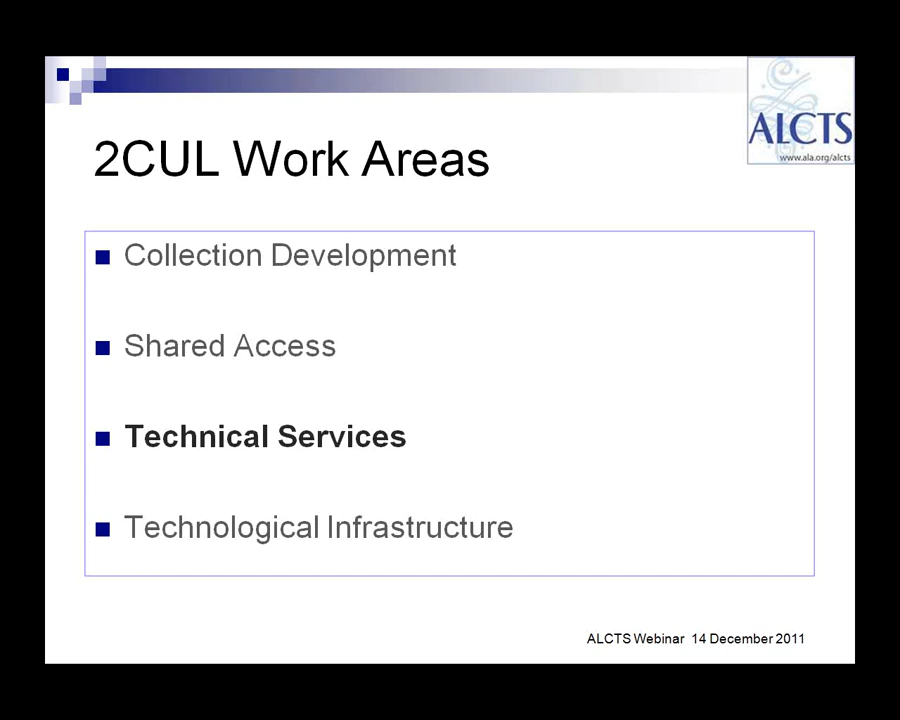 ALCTS
www.ala.org/alcts
2CUL Work Areas
Collection Development
Shared Access
Technical Services
Technological Infrastructure
ALCTS Webinar 14 December 2011